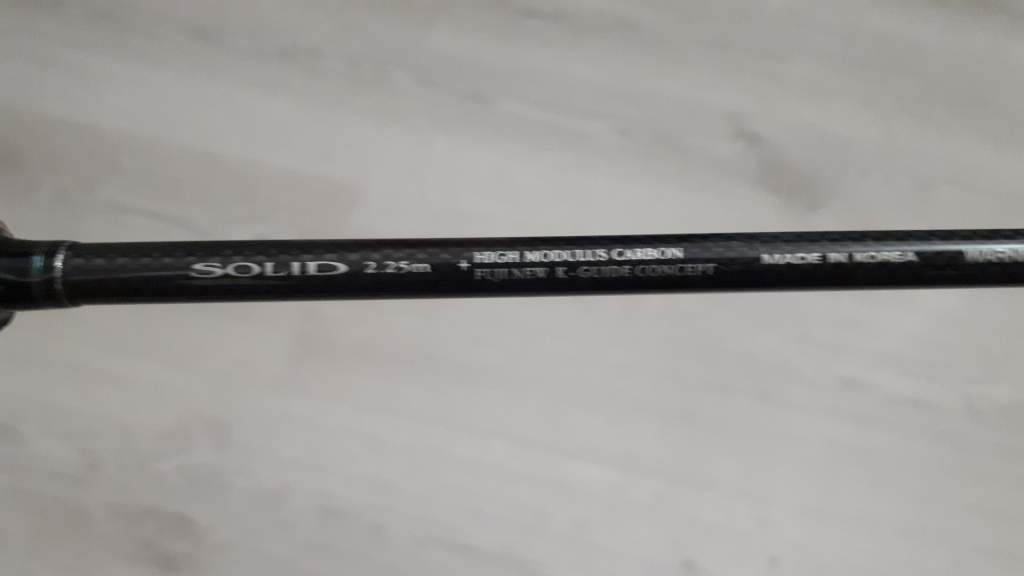 SOLID 2.25m + HIGH MODULUS CARBON
FUJI NEW K-GUIDE CONCEPT
MADE IN KOREA